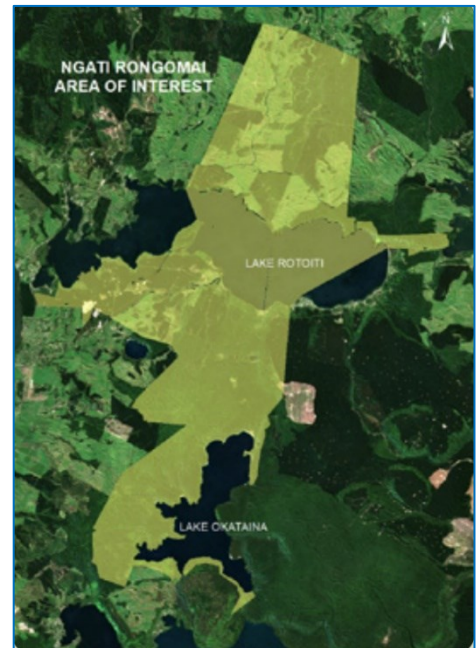 NGATI RONGOMAI
AREA OF INTEREST
N
LAKE ROTOITI
LAKE OKATAINA